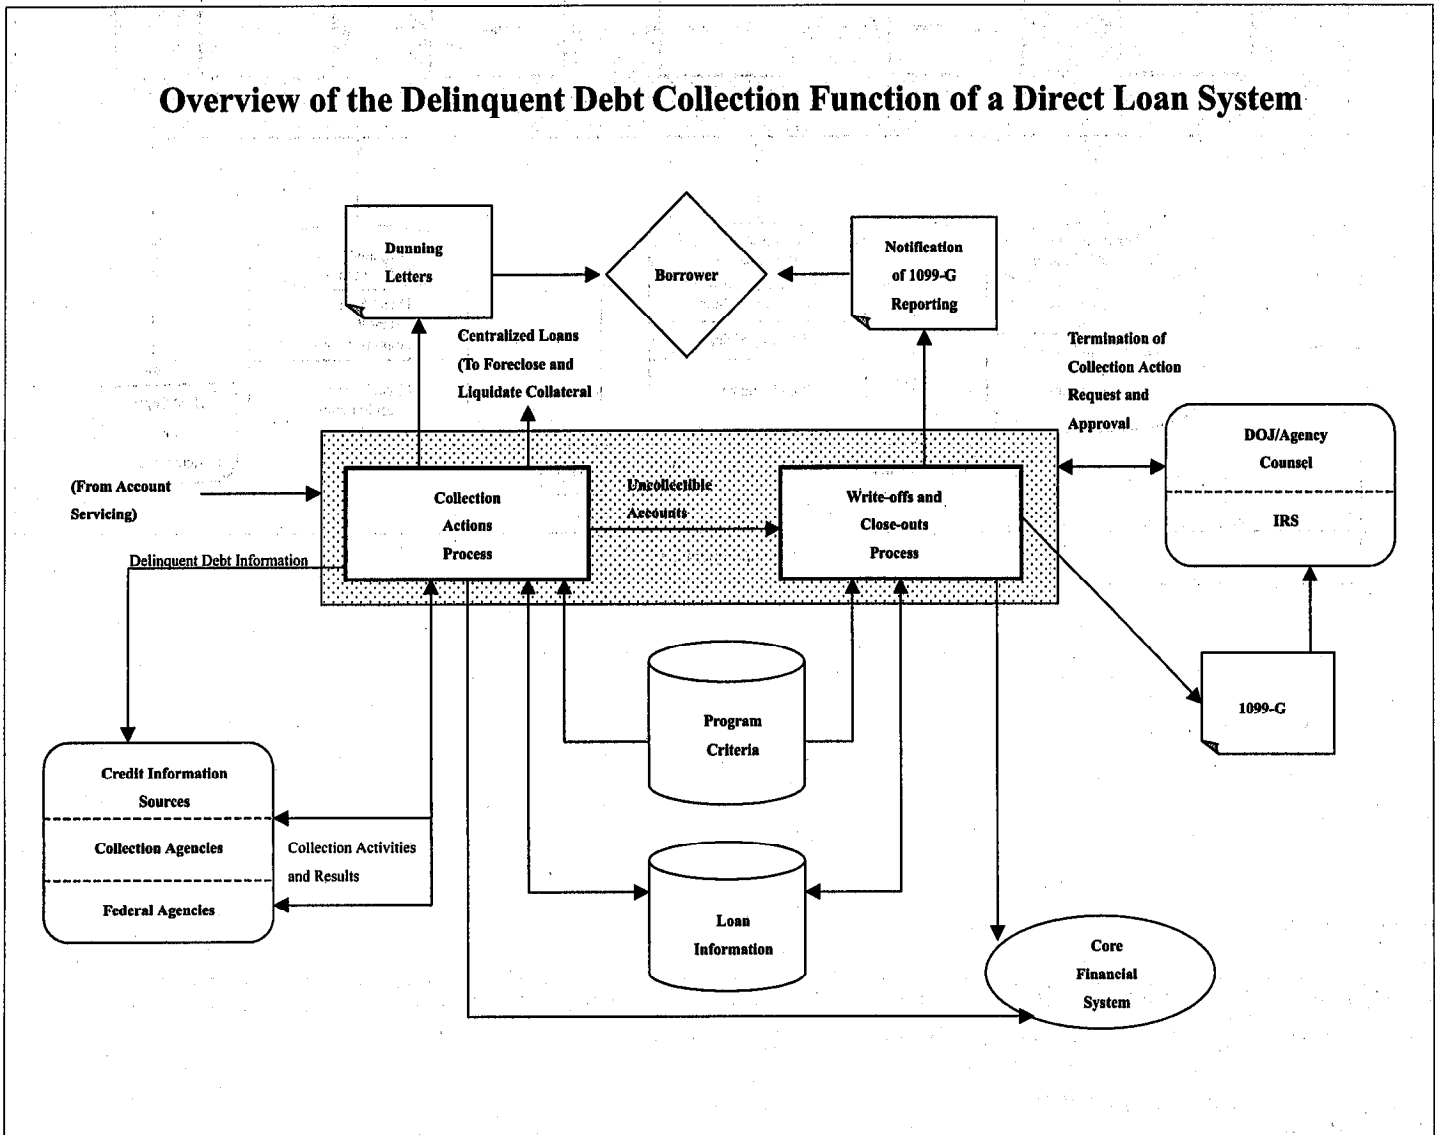 Overview of the Delinquent Debt Collection Function of a Direct Loan System
Dunning
Letters
Borrower
Notification
of 1099-G
Reporting
Centralized Loans
(To Foreclose and
Liquidate Collateral
Termination of
Collection Action
Request and
Approval
DOJ/Agency
Counsel
IRS
(From Account
Servicing)
Collection
Actions
Process
Uncollectible
Accounts
Write-offs and
Close-outs
Process
Delinquent Debt Information
Program
Criteria
1099-G
Credit Information
Sources
Collection Agencies
Federal Agencies
Collection Activities
and Results
Loan
Information
Core
Financial
System